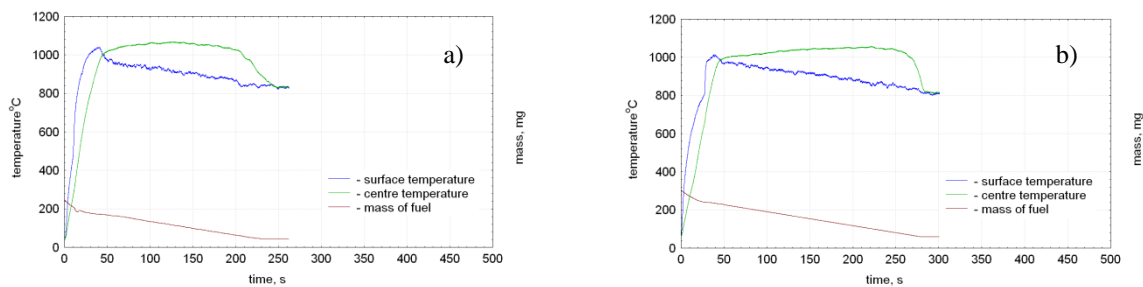 1200
1000
800
600
400
200
0
temperature°C
0 50 100 150 200 250 300 350 400 450 500
time, s
mass, mg
a)
- surface temperature
- centre temperature
- mass of fuel
1200
1000
800
600
400
200
0
temperature°C
0 50 100 150 200 250 300 350 400 450 500
time, s
mass, mg
b)
- surface temperature
- centre temperature
- mass of fuel